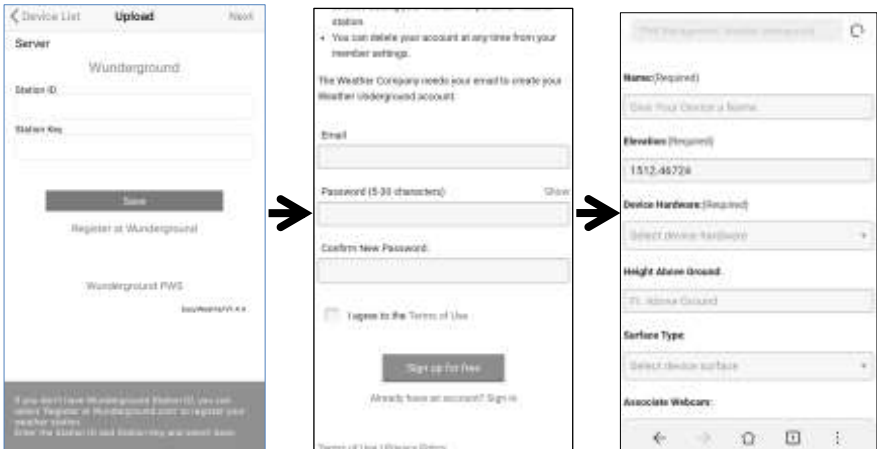 Device List Upload Next
Server
Wunderground
Station ID
Station Key
Save
Register at Wunderground
Wunderground PWS
If you don't have Wunderground Station ID, you can
select 'Register at Wunderground.com' to register your
weather station.
Enter the Station ID and Station Key and select Save.
station.
• You can delete your account at any time from your
member settings.
The Weather Company needs your email to create your
Weather Underground account.
Email
Password (5-30 characters) Show
Confirm New Password
I agree to the Terms of Use
Sign up for free
Already have an account? Sign in
Terms of Use | Privacy Policy
Name:(Required)
Give Your Device a Name
Elevation:(Required)
1512.46724
Device Hardware:(Required)
Select device hardware
Height Above Ground:
Ft. Above Ground
Surface Type:
Select device surface
Associate Webcam: